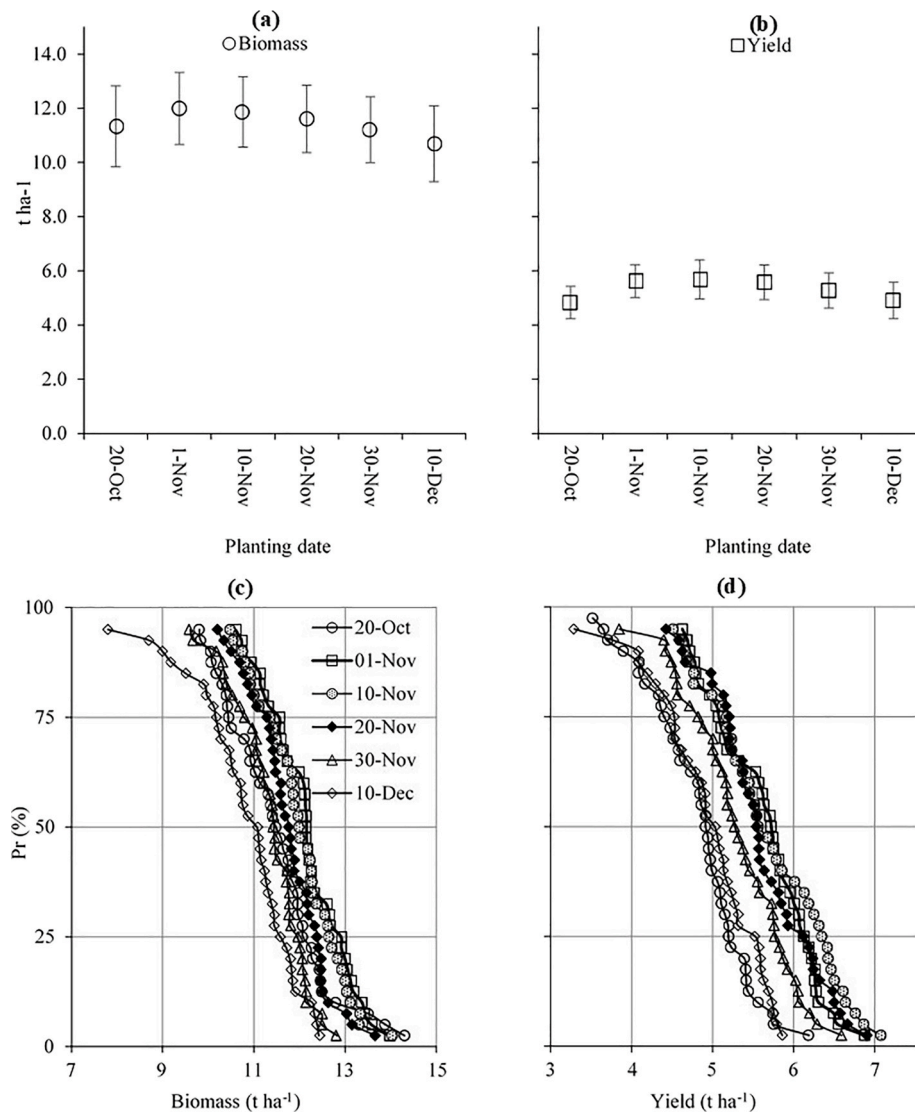 (a)
Biomass
14.0
12.0
10.0
8.0
6.0
4.0
2.0
0.0
t ha-1
20-Oct
1-Nov
10-Nov
20-Nov
30-Nov
10-Dec
Planting date
(b)
Yield
20-Oct
1-Nov
10-Nov
20-Nov
30-Nov
10-Dec
Planting date
(c)
100
75
50
25
0
Pr (%)
20-Oct
01-Nov
10-Nov
20-Nov
30-Nov
10-Dec
7 9 11 13 15
Biomass (t ha⁻¹)
(d)
3 4 5 6 7
Yield (t ha⁻¹)